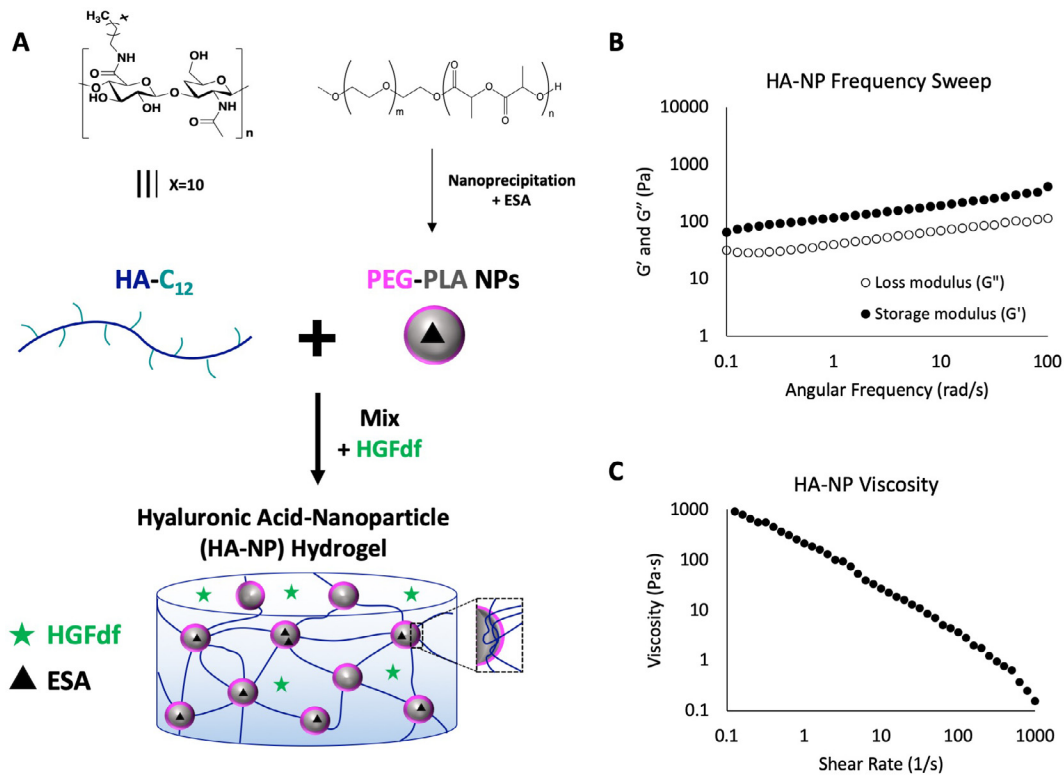 A
H₃C
x
NH
O
O
HO
OH
O
HO
O
NH
O
n
X=10
O
O
m
O
O
O
O
O
H
n
Nanoprecipitation
+ ESA
HA-C₁₂
PEG-PLA NPs
+
Mix
+ HGFdf
Hyaluronic Acid-Nanoparticle
(HA-NP) Hydrogel
HGFdf
ESA
B
HA-NP Frequency Sweep
G′ and G″ (Pa)
10000
1000
100
10
1
Loss modulus (G")
Storage modulus (G')
0.1
1
10
100
Angular Frequency (rad/s)
C
HA-NP Viscosity
Viscosity (Pa·s)
1000
100
10
1
0.1
0.1
1
10
100
1000
Shear Rate (1/s)